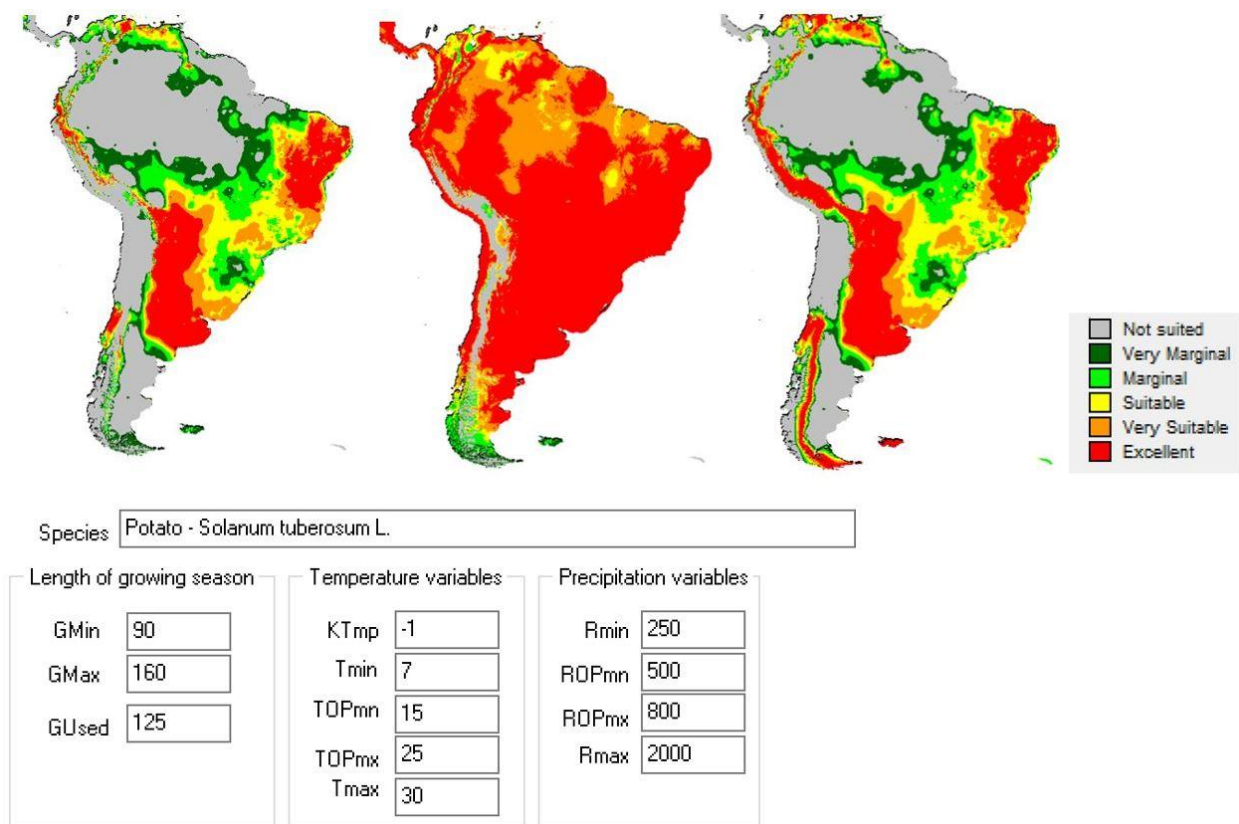 Not suited
Very Marginal
Marginal
Suitable
Very Suitable
Excellent
Species Potato - Solanum tuberosum L.
Length of growing season
GMin 90
GMax 160
GUsed 125
Temperature variables
KTmp -1
Tmin 7
TOPmn 15
TOPmx 25
Tmax 30
Precipitation variables
Rmin 250
ROPmn 500
ROPmx 800
Rmax 2000